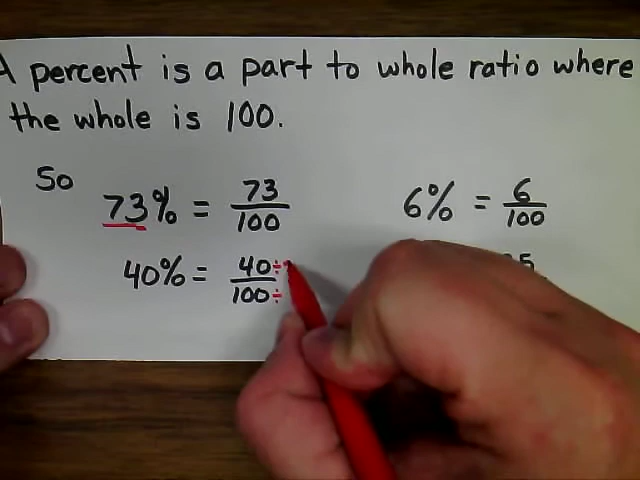 A percent is a part to whole ratio where
the whole is 100.
So
73% = 73/100
6% = 6/100
40% = 40÷/100÷